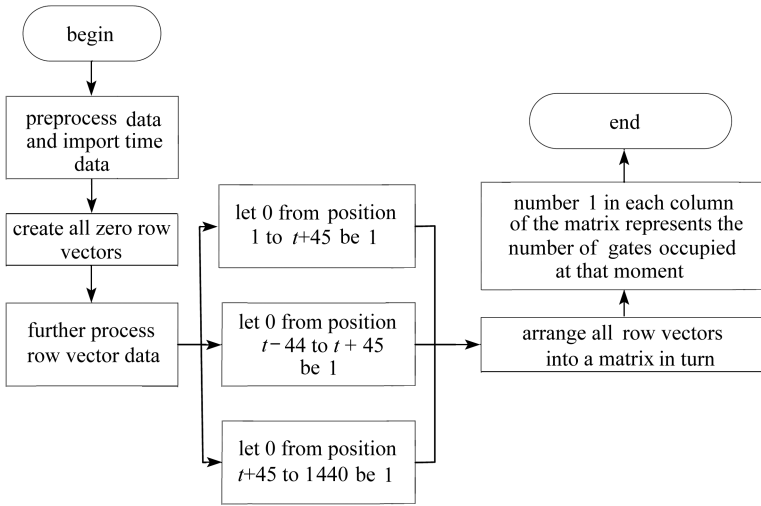 begin
preprocess data
and import time
data
create all zero row
vectors
further process
row vector data
let 0 from position
1 to t+45 be 1
let 0 from position
t−44 to t + 45
be 1
let 0 from position
t+45 to 1440 be 1
arrange all row vectors
into a matrix in turn
number 1 in each column
of the matrix represents the
number of gates occupied
at that moment
end